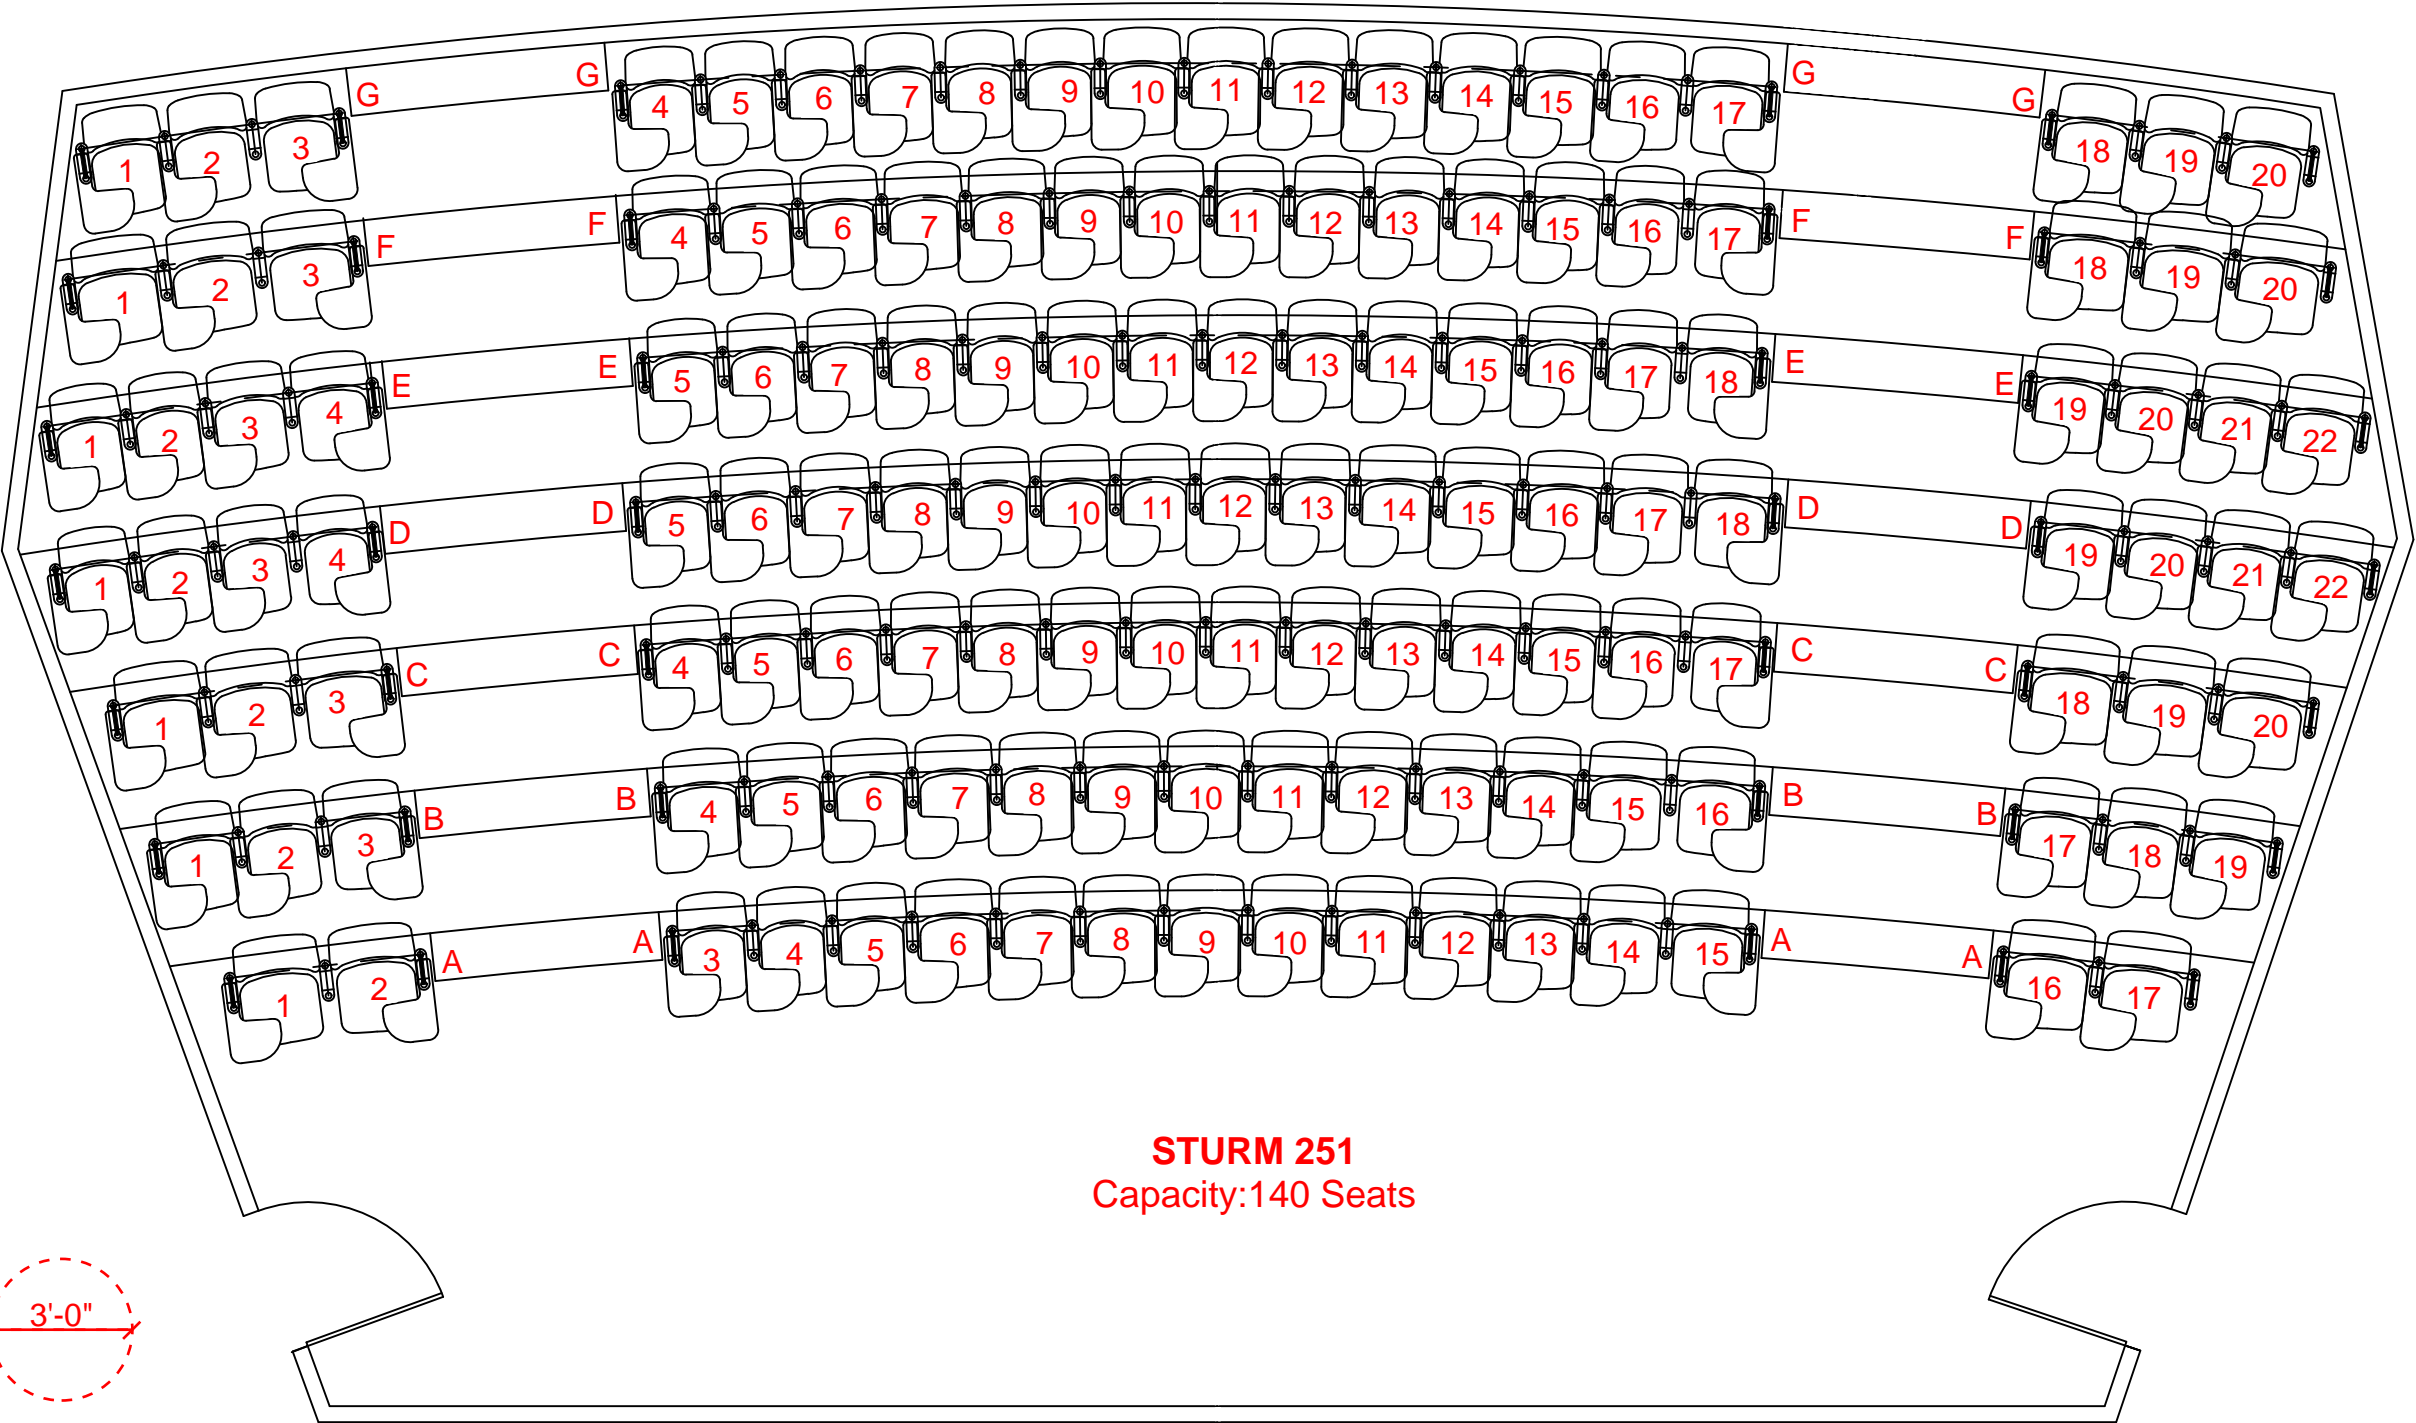 1 2 3 G G 4 5 6 7 8 9 10 11 12 13 14 15 16 17 G G 18 19 20
1 2 3 F F 4 5 6 7 8 9 10 11 12 13 14 15 16 17 F F 18 19 20
1 2 3 4 E E 5 6 7 8 9 10 11 12 13 14 15 16 17 18 E E 19 20 21 22
1 2 3 4 D D 5 6 7 8 9 10 11 12 13 14 15 16 17 18 D D 19 20 21 22
1 2 3 C C 4 5 6 7 8 9 10 11 12 13 14 15 16 17 C C 18 19 20
1 2 3 B B 4 5 6 7 8 9 10 11 12 13 14 15 16 B B 17 18 19
1 2 A A 3 4 5 6 7 8 9 10 11 12 13 14 15 A A 16 17
STURM 251
Capacity:140 Seats
3'-0"